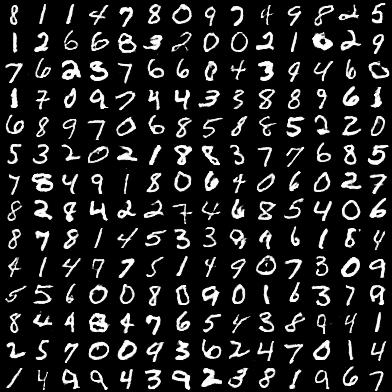 8 1 1 4 7 8 0 9 7 4 9 8 2 5
1 2 6 6 8 3 2 0 0 2 1 0 2 9
7 6 2 3 7 6 6 0 4 3 9 4 6 0
1 7 0 9 7 4 4 3 3 8 8 9 6 1
6 8 9 7 0 6 8 5 8 8 5 2 2 0
5 3 2 0 2 1 8 8 3 7 7 6 8 5
7 8 4 9 1 8 0 6 4 0 6 0 2 7
8 2 8 4 2 2 7 4 6 8 5 4 0 6
8 7 8 1 4 5 3 3 9 9 6 1 8 4
4 1 4 7 7 5 1 4 9 0 7 3 0 9
5 5 6 0 0 8 0 9 0 1 6 3 7 8
8 4 4 8 4 7 6 5 4 3 8 9 4 1
2 5 7 0 0 9 3 6 2 4 7 0 1 4
1 4 9 9 4 3 9 2 3 8 1 9 6 7